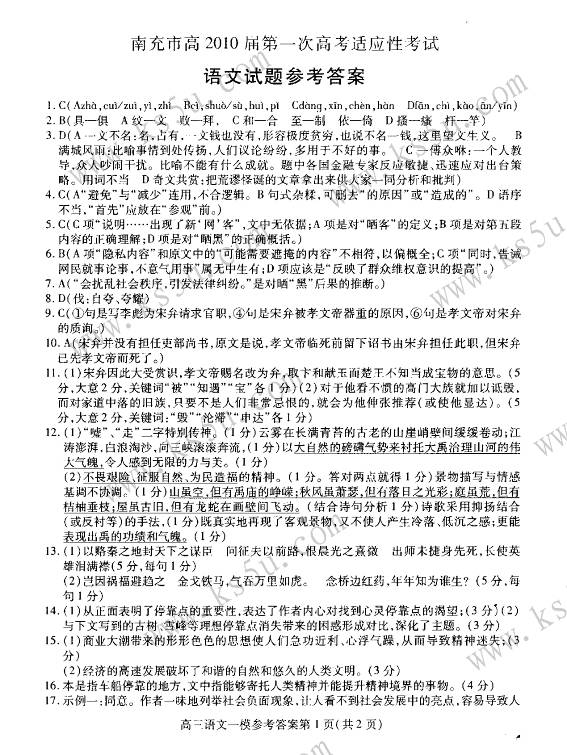 南充市高 2010 届第一次高考适应性考试
语文试题参考答案
1. C(Azhà,cuì/zuì,yì,zhǐ Beì,shuò/sù,huì,pì Cdàng,xīn,chèn,hàn Dfān,chì,kào,ān/yīn)
2. B(具—俱 A 纹—文 敗—拜, C 和—合 至—制 依—倚 D 搔—瘙 杆—竿)
3. D(A 一文不名:名,占有,一文钱也没有,形容极度贫穷,也说不名一钱,这里望文生义。 B
满城风雨:比喻事情到处传扬,人们议论纷纷,多用于不好的事。 C 一傅众咻:一个人教
导,众人吵闹干扰。比喻不能有什么成就。题中各国金融专家反应敏捷、迅速应对出台策
略。用词不当 D 奇文共赏:把荒谬怪诞的文章拿出来供大家一同分析和批判)
4. C(A“避免”与“减少”连用,不合逻辑。B 句式杂糅,可删去“的原因”或“造成的”。D 语序
不当,“首先”应放在“参观”前。)
5. C(C 项“说明……出现了新‘网’客”,文中无依据;A 项是对“晒客”的定义;B 项是对第五段
内容的正确理解;D 项是对“晒黑”的正确概括。)
6. B(A 项“隐私内容”和原文中的“可能需要遮掩的内容”不相符,以偏概全;C 项“同时,告诫
网民就事论事,不意气用事”属无中生有;D 项应该是“反映了群众维权意识的提高”。)
7. A(“会扰乱社会秩序,引发法律纠纷。”是对晒“黑”后果的推断。)
8. D(伐:自夸,夸耀)
9. C(①句是写李彪为宋弁请求官职,④句是宋弁被孝文帝器重的原因,⑥句是孝文帝对宋弁
的质询。)
10. A(宋弁并没有担任吏部尚书,原文是说,孝文帝临死前留下诏书由宋弁担任此职,但宋弁
已先孝文帝而死了。)
11. (1)宋弁因此大受赏识,孝文帝赐名改为弁,取卞和献玉而楚王不知当成宝物的意思。(5
分,大意 2 分,关键词“被”“知遇”“宝”各 1 分)(2)对于他看不惯的高门大族就加以诋毁,
而对家道中落的旧族,只要不是人们非常忌恨的,就会为他伸张推荐(或使他显达)。(5
分,大意 2 分,关键词:“毁”“沦滞”“申达”各 1 分)
12. (1)“嘘”、“走”二字特别传神。(1 分)云雾在长满青苔的古老的山崖峭壁间缓缓卷动;江
涛澎湃,白浪淘沙,向三峡滚滚奔流,(1 分)以大自然的磅礴气势来衬托大禹治理山河的伟
大气魄,令人感到无限的力与美。(1 分)
(2)不畏艰险,征服自然,为民造福的精神。(1 分。答对两点就得 1 分)景物描写与情感
基调不协调。(1 分)山虽空,但有禹庙的峥嵘;秋风虽萧瑟,但有落日之光彩;庭虽荒,但有
桔柚垂枝;屋虽古旧,但有龙蛇在画壁间飞动。(结合诗句分析 1 分)诗歌采用抑扬结合
(或反衬等)的手法,(1 分)既真实地再现了客观景物,又不使人产生冷落、低沉之感;更能
表现出禹的功绩和气魄。(1 分)
13. (1)以赂秦之地封天下之谋臣 问征夫以前路,恨晨光之熹微 出师未捷身先死,长使英
雄泪满襟(5 分,每句 1 分)
(2)岂因祸福避趋之 金戈铁马,气吞万里如虎。 念桥边红药,年年知为谁生?(5 分,每
句 1 分)
14. (1)从正面表明了停靠点的重要性,表达了作者内心对找到心灵停靠点的渴望;(3 分)(2)
与下文写到的大树、雪峰等理想停靠点消失带来的困惑形成对比,深化了主题。(3 分)
15. (1)商业大潮带来的形形色色的思想使人们急功近利、心浮气躁,从而导致精神迷失;(3
分)
(2)经济的高速发展破坏了和谐的自然和悠久的人类文明。(3 分)
16. 本是指车船停靠的地方,文中指能够寄托人类精神并能提升精神境界的事物。(4 分)
17. 示例一:同意。作者一味地列举社会负面现象,让人看不到社会发展中的亮点,容易导致人
高三语文一模参考答案第 1 页(共 2 页)
www.ks5u.com